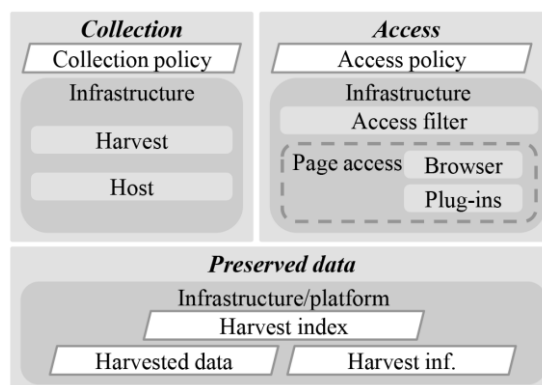 Collection
Collection policy
Infrastructure
Harvest
Host
Access
Access policy
Infrastructure
Access filter
Page access
Browser
Plug-ins
Preserved data
Infrastructure/platform
Harvest index
Harvested data
Harvest inf.